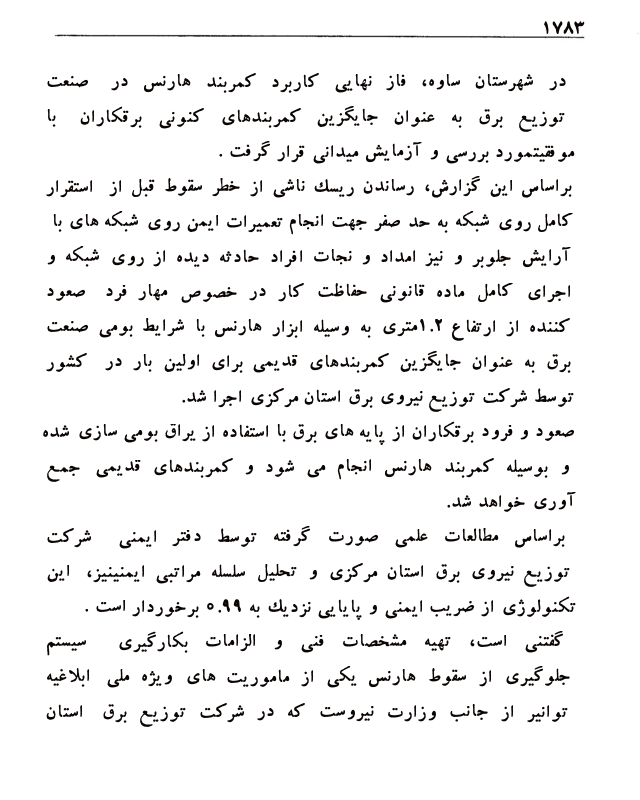 ۱۷۸۳
در شهرستان ساوه، فاز نهایی کاربرد کمربند هارنس در صنعت
توزیع برق به عنوان جایگزین کمربندهای کنونی برقکاران با
موفقیتمورد بررسی و آزمایش میدانی قرار گرفت .
براساس این گزارش، رساندن ریسك ناشی از خطر سقوط قبل از استقرار
کامل روی شبکه به حد صفر جهت انجام تعمیرات ایمن روی شبکه های با
آرایش جلوبر و نیز امداد و نجات افراد حادثه دیده از روی شبکه و
اجرای کامل ماده قانونی حفاظت کار در خصوص مهار فرد صعود
کننده از ارتفاع ۱.۲متری به وسیله ابزار هارنس با شرایط بومی صنعت
برق به عنوان جایگزین کمربندهای قدیمی برای اولین بار در کشور
توسط شرکت توزیع نیروی برق استان مرکزی اجرا شد.
صعود و فرود برقکاران از پایه های برق با استفاده از یراق بومی سازی شده
و بوسیله کمربند هارنس انجام می شود و کمربندهای قدیمی جمع
آوری خواهد شد.
براساس مطالعات علمی صورت گرفته توسط دفتر ایمنی شرکت
توزیع نیروی برق استان مرکزی و تحلیل سلسله مراتبی ایمنینیز، این
تکنولوژی از ضریب ایمنی و پایایی نزدیك به ۰.۹۹ برخوردار است .
گفتنی است، تهیه مشخصات فنی و الزامات بکارگیری سیستم
جلوگیری از سقوط هارنس یکی از ماموریت های ویژه ملی ابلاغیه
توانیر از جانب وزارت نیروست که در شرکت توزیع برق استان